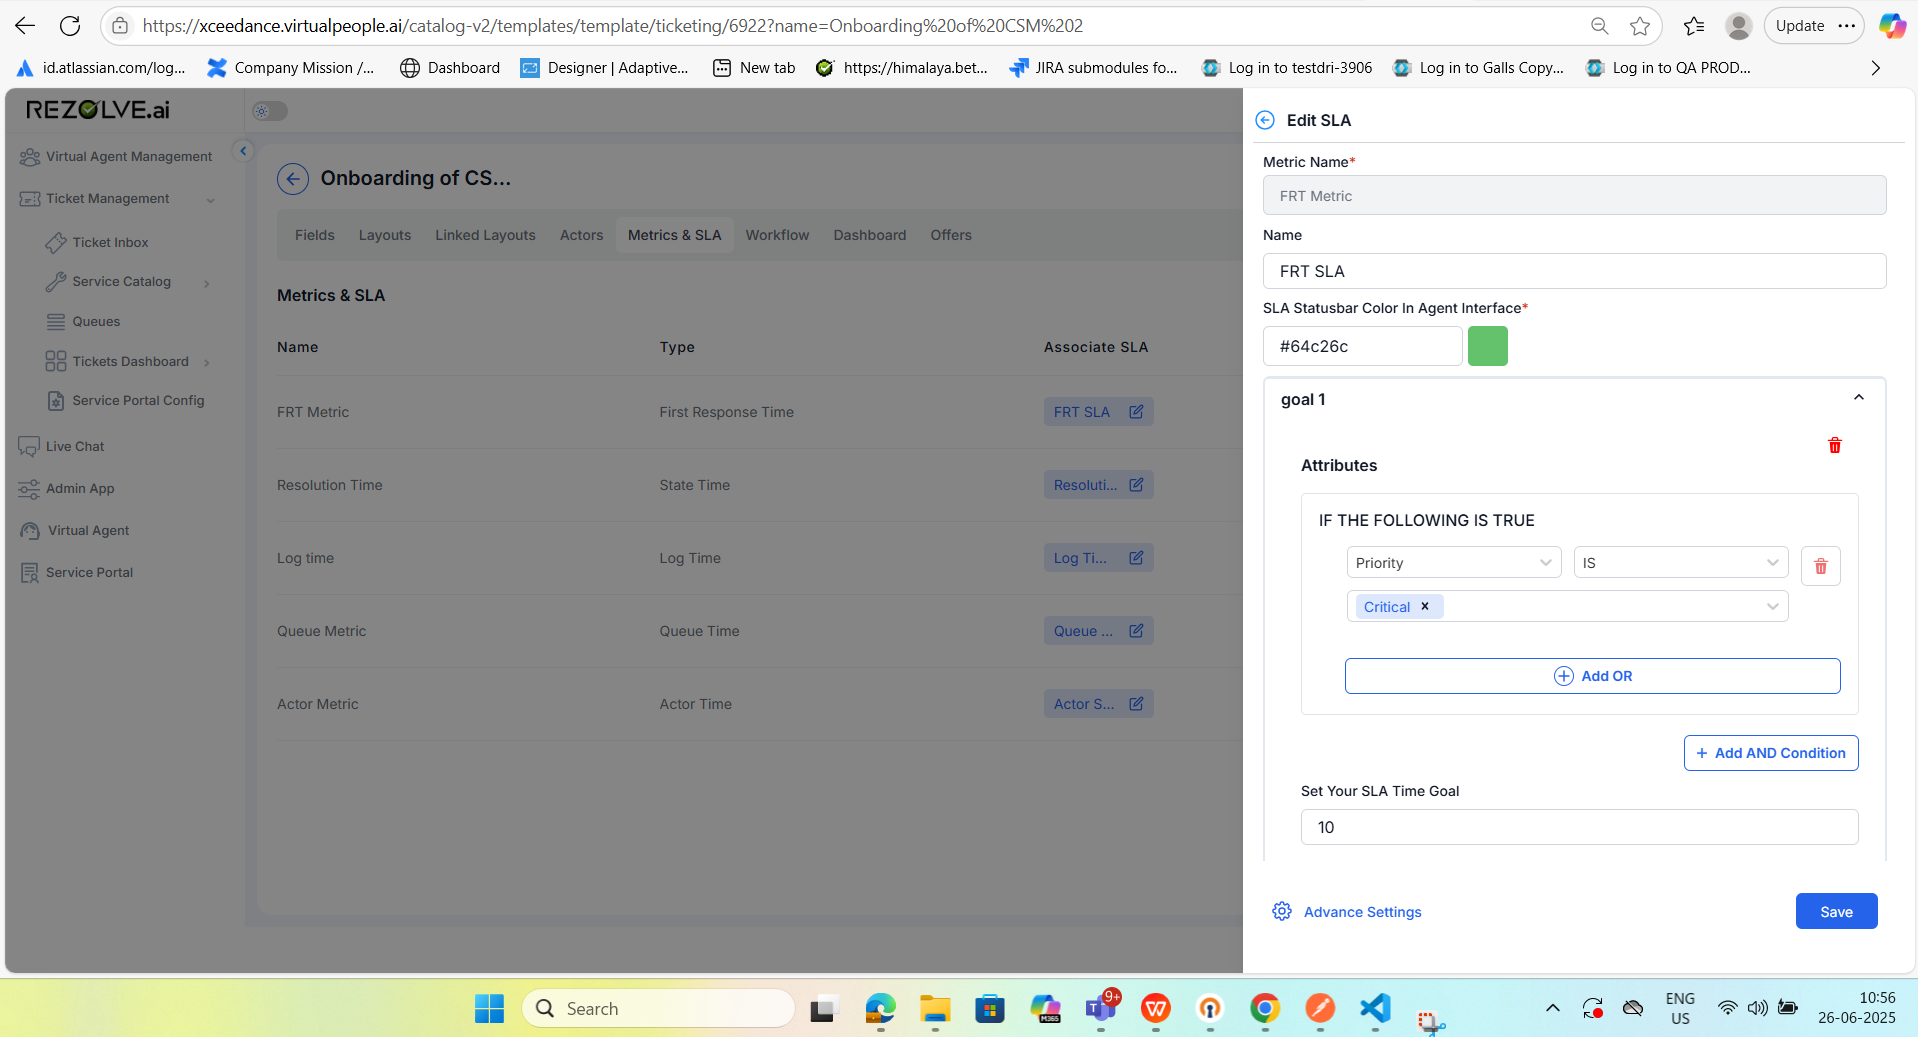 https://xceedance.virtualpeople.ai/catalog-v2/templates/template/ticketing/6922?name=Onboarding%20of%20CSM%202
Update
id.atlassian.com/log...
Company Mission /...
Dashboard
Designer | Adaptive...
New tab
https://himalaya.bet...
JIRA submodules fo...
Log in to testdri-3906
Log in to Galls Copy...
Log in to QA PROD...
REZOLVE.ai
Virtual Agent Management
Ticket Management
Ticket Inbox
Service Catalog
Queues
Tickets Dashboard
Service Portal Config
Live Chat
Admin App
Virtual Agent
Service Portal
Onboarding of CS...
Fields Layouts Linked Layouts Actors Metrics & SLA Workflow Dashboard Offers
Metrics & SLA
Name Type Associate SLA
FRT Metric First Response Time FRT SLA
Resolution Time State Time Resoluti...
Log time Log Time Log Ti...
Queue Metric Queue Time Queue ...
Actor Metric Actor Time Actor S...
Edit SLA
Metric Name*
FRT Metric
Name
FRT SLA
SLA Statusbar Color In Agent Interface*
#64c26c
goal 1
Attributes
IF THE FOLLOWING IS TRUE
Priority IS
Critical ×
Add OR
+ Add AND Condition
Set Your SLA Time Goal
10
Advance Settings
Save
Search
M365
9+
ENG
US
10:56
26-06-2025